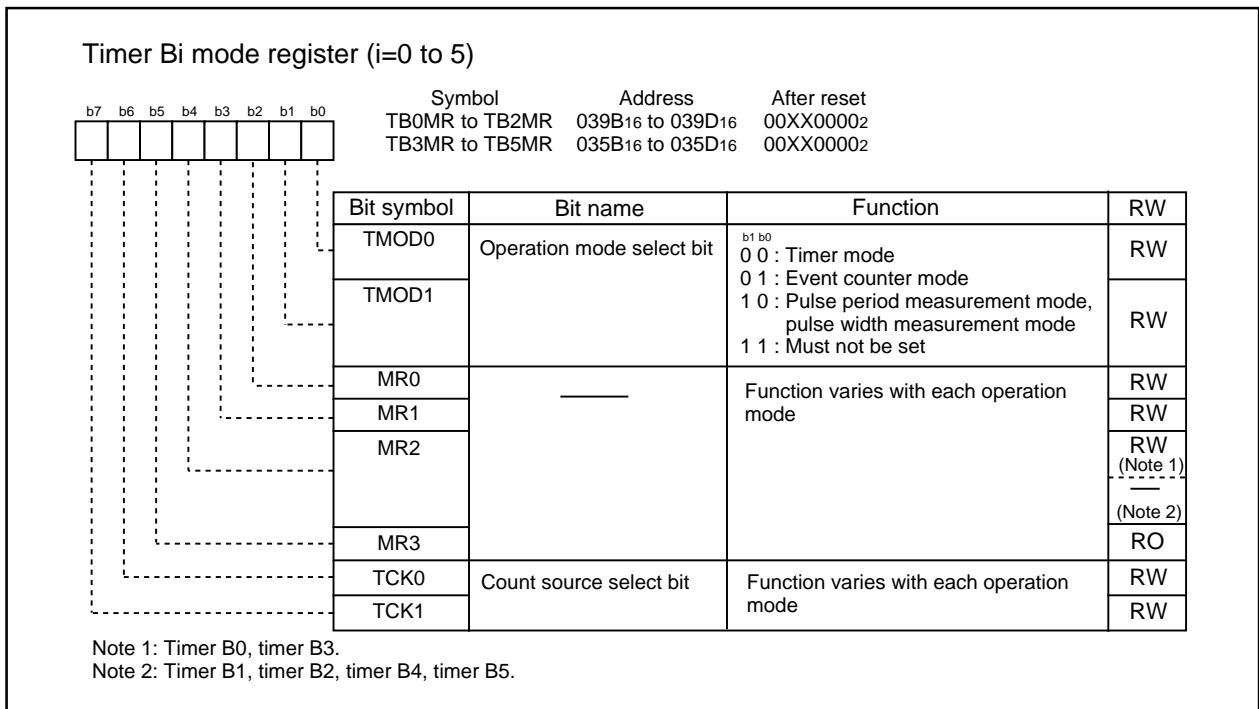 Timer Bi mode register (i=0 to 5)
b7 b6 b5 b4 b3 b2 b1 b0
Symbol Address After reset
TB0MR to TB2MR 039B16 to 039D16 00XX00002
TB3MR to TB5MR 035B16 to 035D16 00XX00002
Bit symbol Bit name Function RW
TMOD0 Operation mode select bit b1 b0 RW
0 0 : Timer mode
0 1 : Event counter mode
TMOD1 1 0 : Pulse period measurement mode, RW
pulse width measurement mode
1 1 : Must not be set
MR0 —— Function varies with each operation RW
MR1 mode RW
MR2 RW
(Note 1)
—
(Note 2)
MR3 RO
TCK0 Count source select bit Function varies with each operation RW
TCK1 mode RW
Note 1: Timer B0, timer B3.
Note 2: Timer B1, timer B2, timer B4, timer B5.